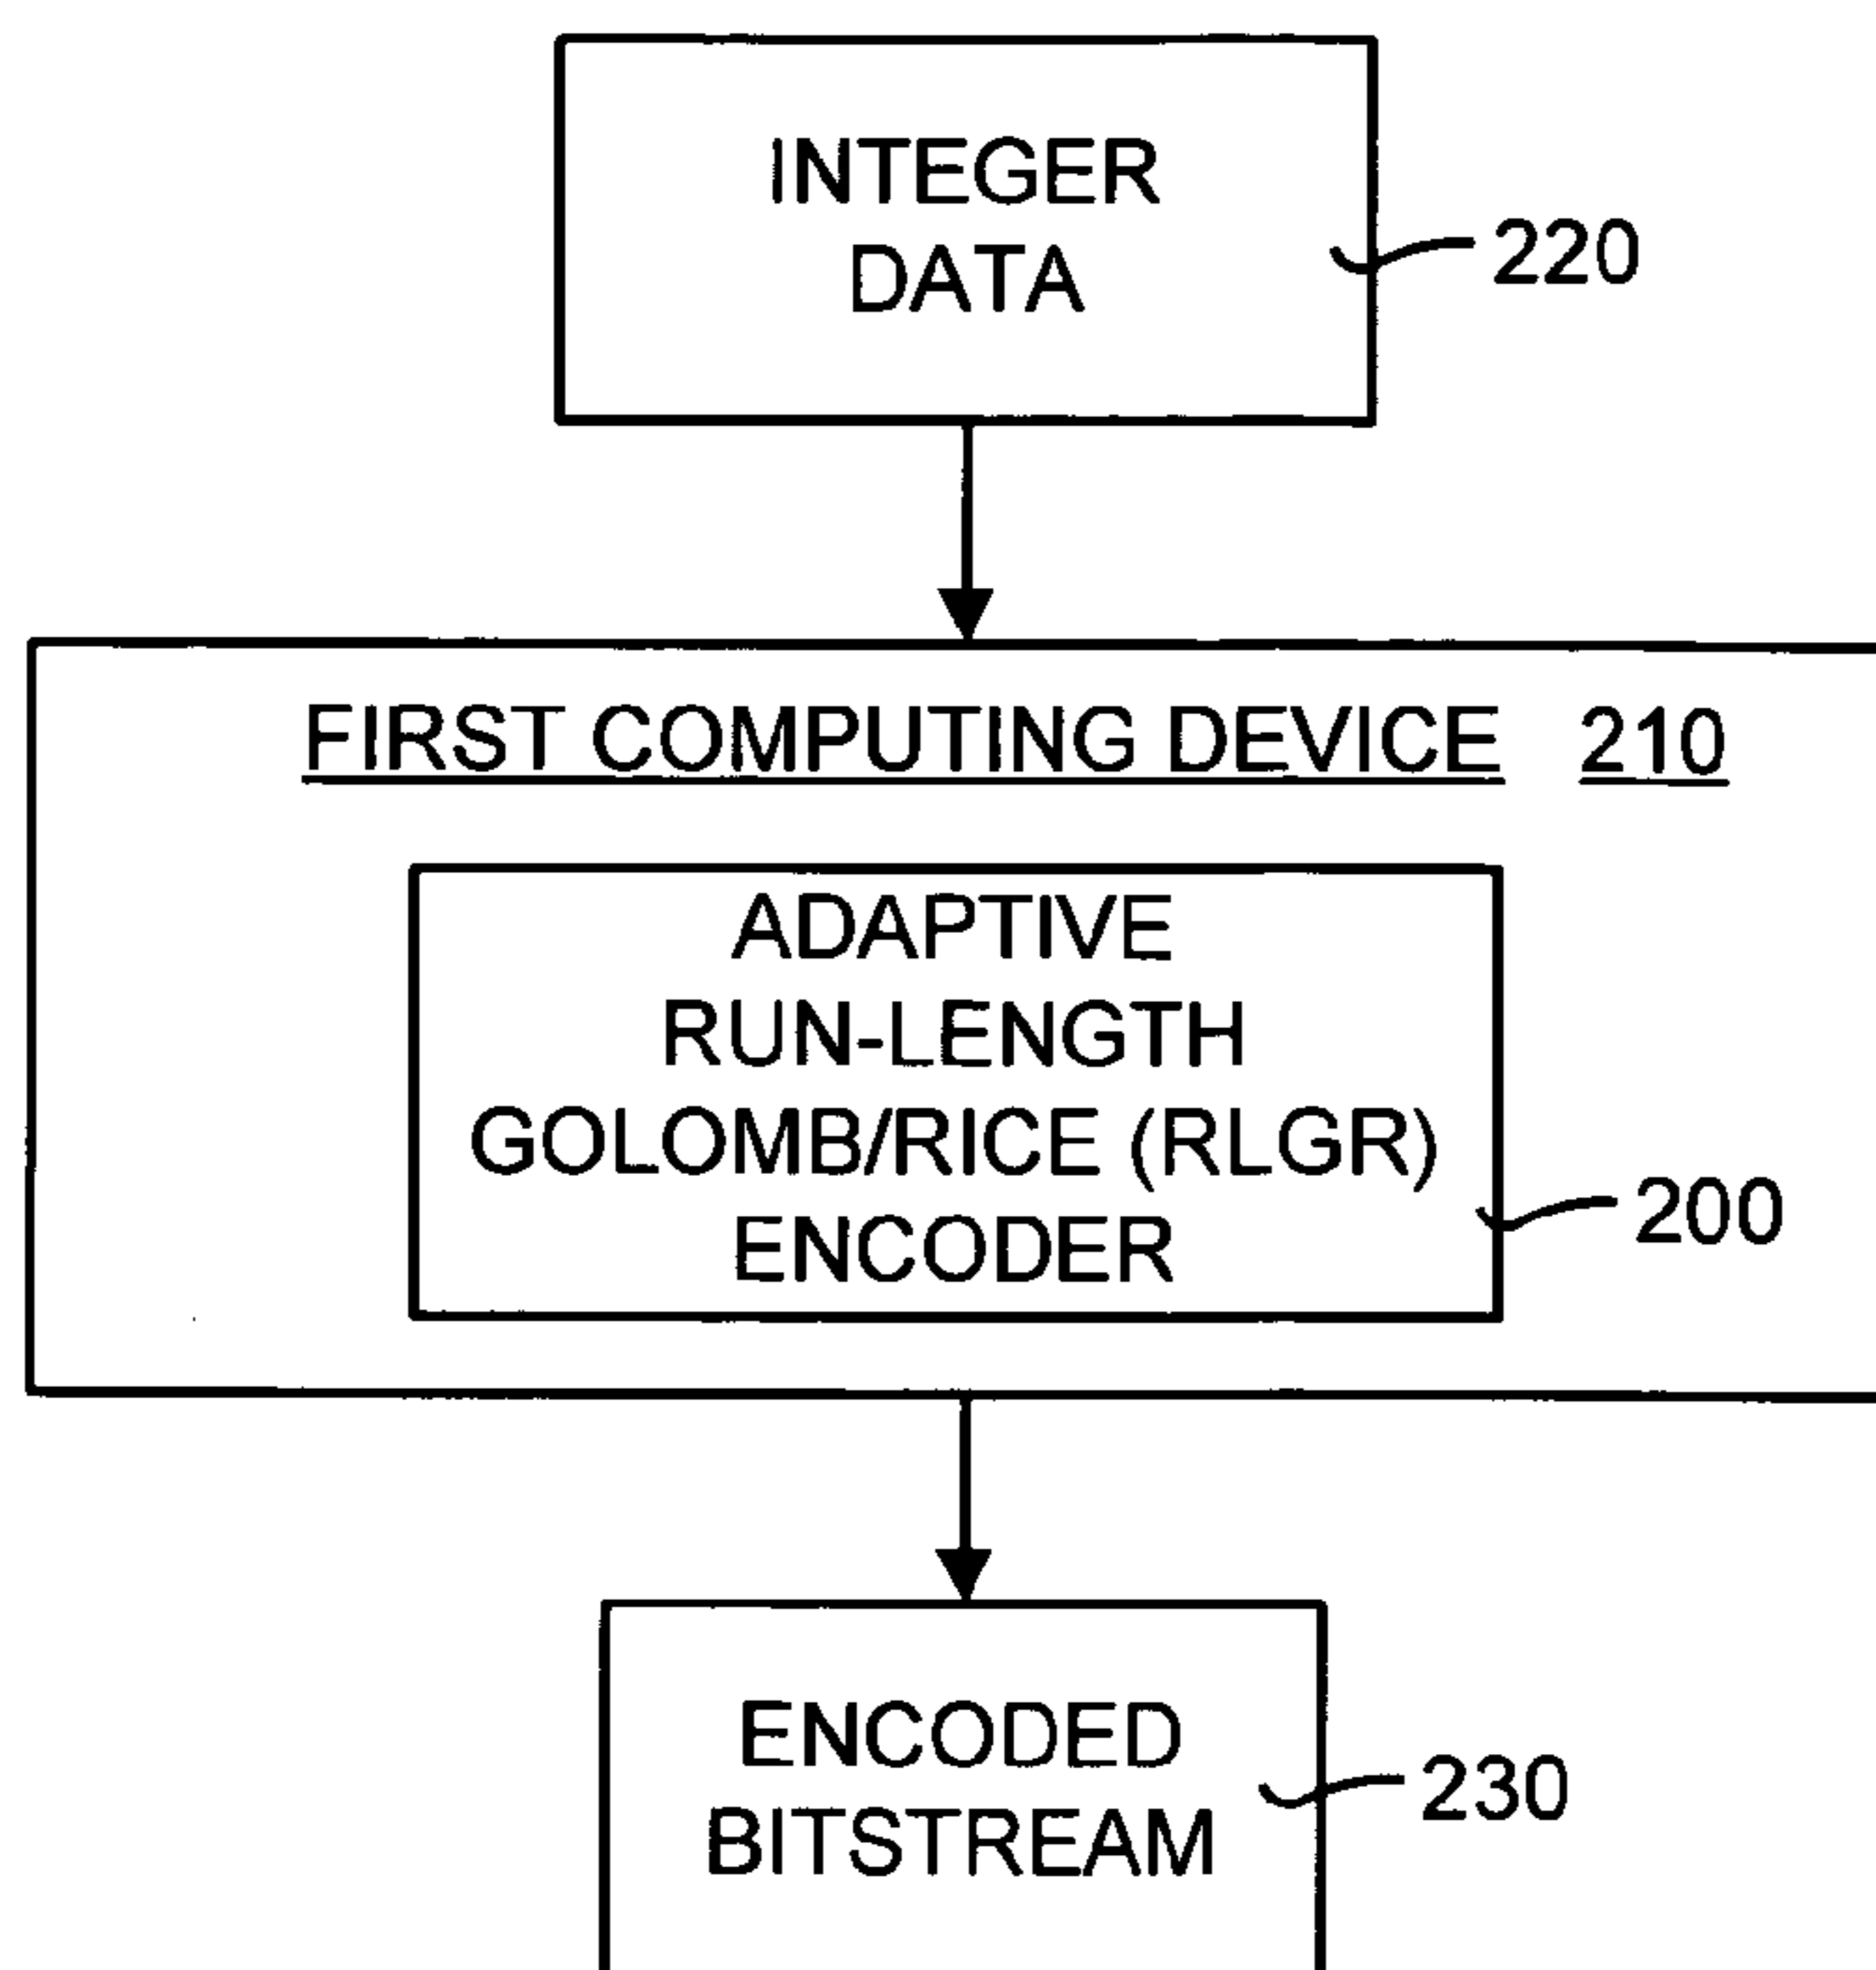 INTEGER
DATA
220
FIRST COMPUTING DEVICE 210
ADAPTIVE
RUN-LENGTH
GOLOMB/RICE (RLGR)
ENCODER
200
ENCODED
BITSTREAM
230